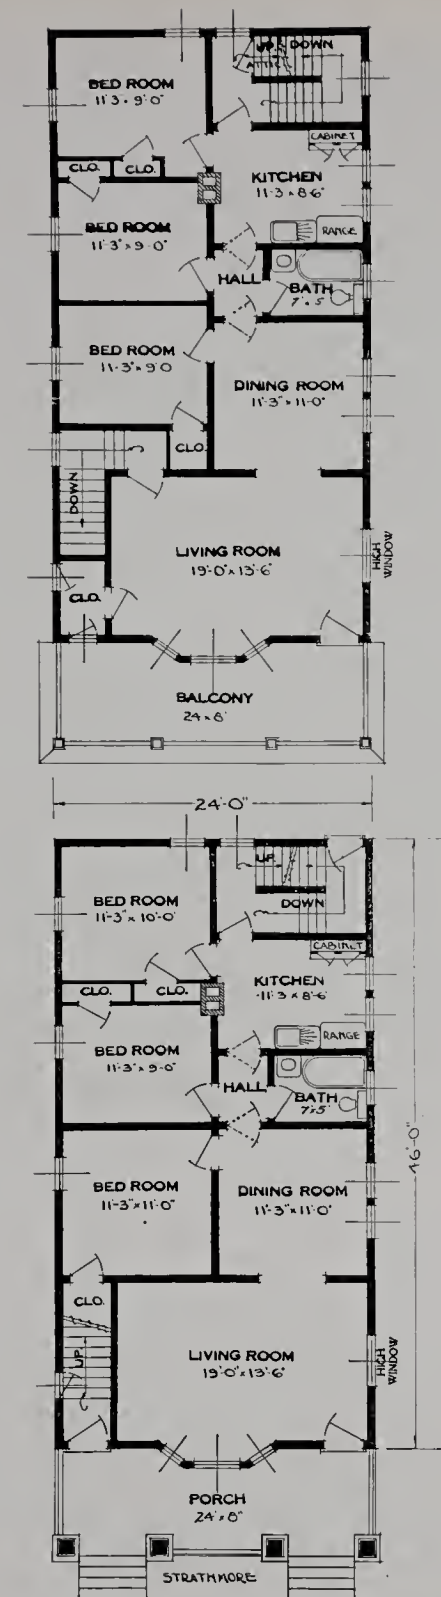 UP.
DOWN
ATTIC
BED ROOM
11'3"×9'-0"
CABINET
CLO.
CLO.
KITCHEN
11-3×8'6"
RANGE
BED ROOM
11'-3"×9'-0"
HALL
BATH
7'×5'
BED ROOM
11'-3"×9'0
DINING ROOM
11'-3"×11'-0"
CLO.
DOWN
LIVING ROOM
19'-0"×13'-6"
HIGH
WINDOW
CLO.
BALCONY
24×8'
24'-0"
UP.
BED ROOM
11'-3"×10'-0"
DOWN
CABINET
KITCHEN
11'3×8'-6"
CLO.
CLO.
RANGE
BED ROOM
11'-3"×9'-0"
HALL
BATH
7'×5'
46'-0"
BED ROOM
11'-3"×11'-0"
DINING ROOM
11'-3"×11'-0"
CLO.
UP.
LIVING ROOM
19'-0"×13'-6"
HIGH
WINDOW
PORCH
24'×8"
STRATHMORE